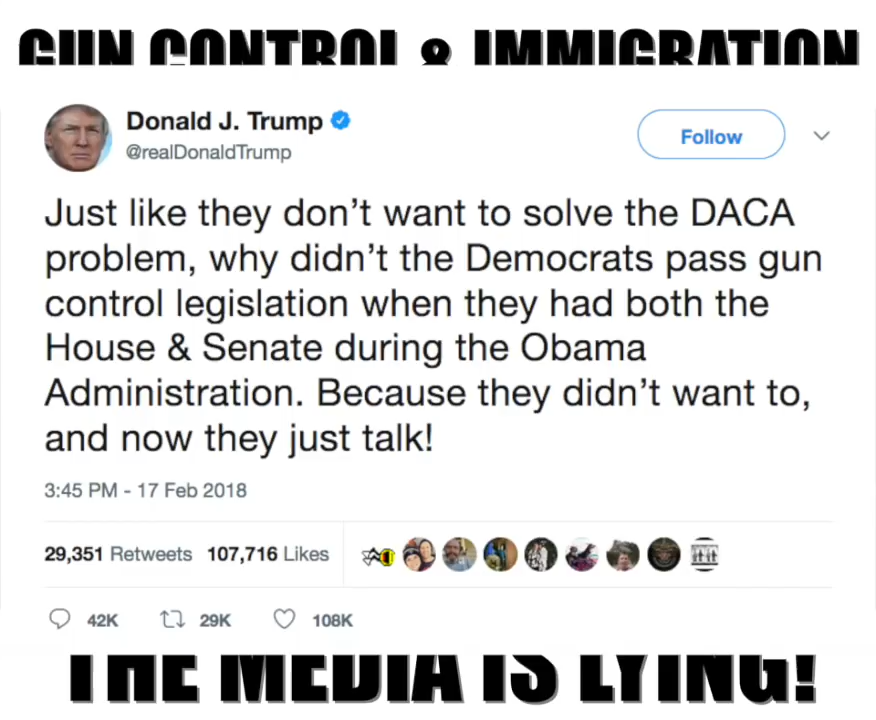 GUN CONTROL & IMMIGRATION
Donald J. Trump
@realDonaldTrump
Follow
Just like they don’t want to solve the DACA
problem, why didn’t the Democrats pass gun
control legislation when they had both the
House & Senate during the Obama
Administration. Because they didn’t want to,
and now they just talk!
3:45 PM - 17 Feb 2018
29,351 Retweets 107,716 Likes
42K 29K 108K
THE MEDIA IS LYING!